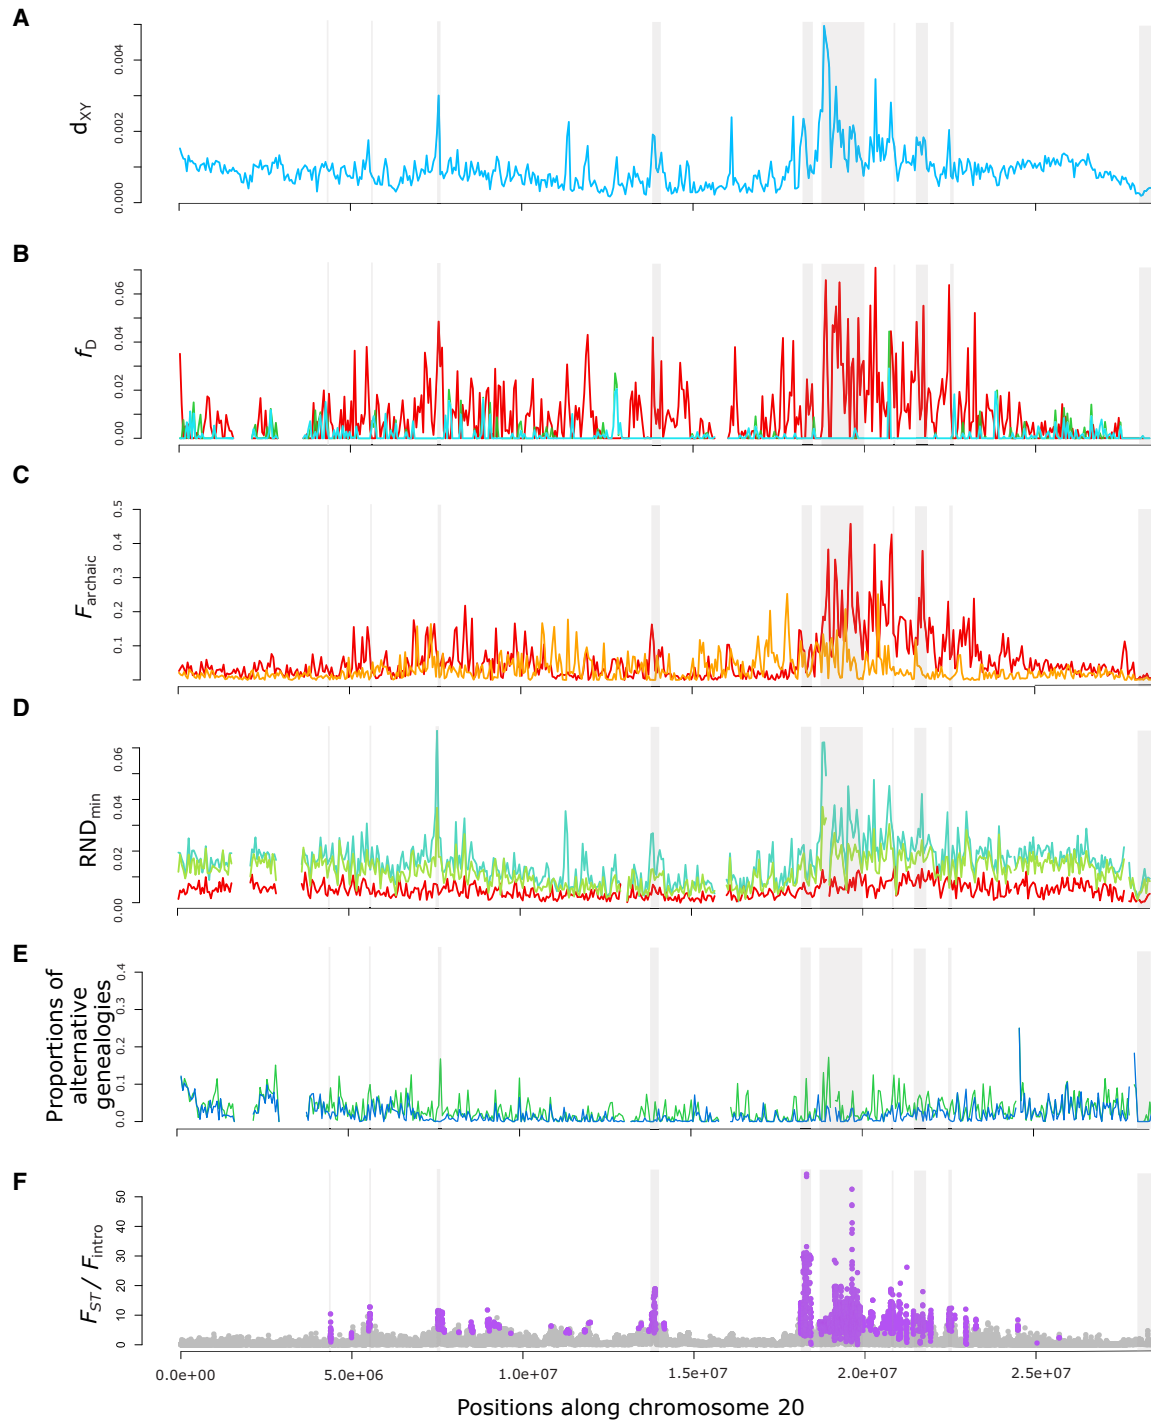 A
d_XY
0.004
0.002
0.000
B
f_D
0.06
0.04
0.02
0.00
C
F_archaic
0.5
0.4
0.3
0.2
0.1
D
RND_min
0.06
0.04
0.02
0.00
E
Proportions of
alternative
genealogies
0.4
0.3
0.2
0.1
0.0
F
F_ST / F_intro
50
40
30
20
10
0
0.0e+00 5.0e+06 1.0e+07 1.5e+07 2.0e+07 2.5e+07
Positions along chromosome 20